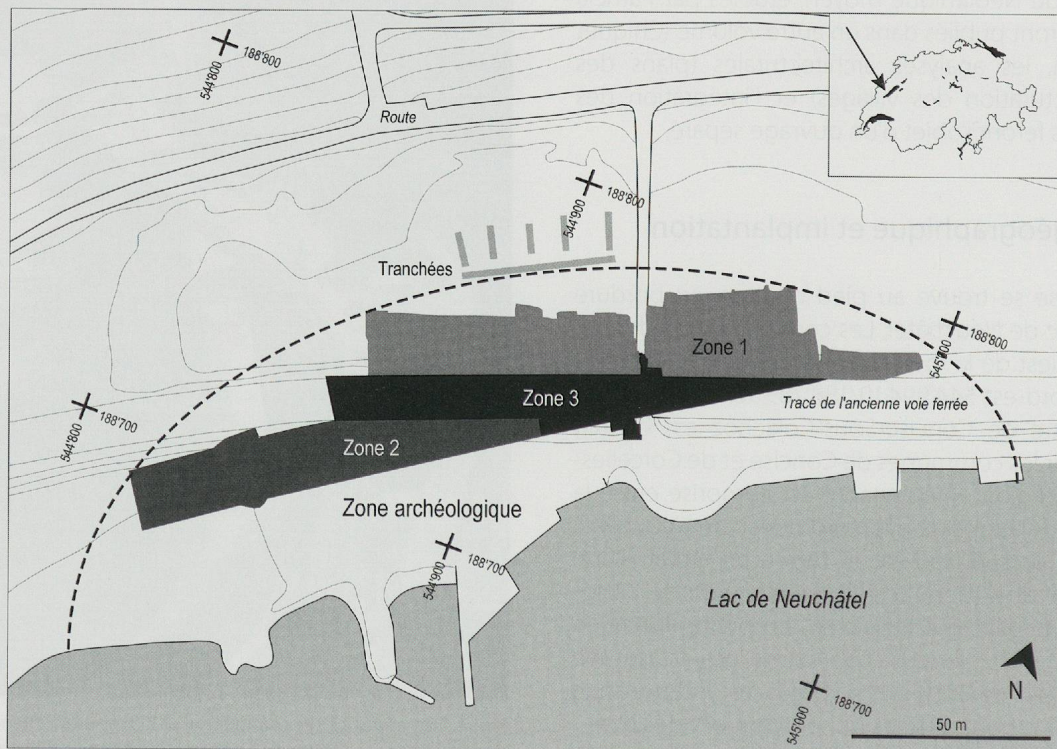 544'800
188'800
Route
544'900
188'800
Tranchées
Zone 1
545'000
188'800
Zone 3
Tracé de l'ancienne voie ferrée
544'800
188'700
Zone 2
Zone archéologique
544'900
188'700
Lac de Neuchâtel
N
545'000
188'700
50 m